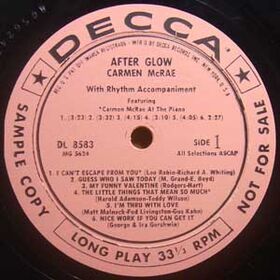 DECCA
AFTER GLOW
CARMEN McRAE
With Rhythm Accompaniment
Featuring
*Carmen McRae At The Piano
DL 8583
MG 5624
SIDE 1
All Selections ASCAP
1. I CAN'T ESCAPE FROM YOU* (Leo Robin-Richard A. Whiting)
2. GUESS WHO I SAW TODAY (M. Grand-E. Boyd)
3. MY FUNNY VALENTINE (Rodgers-Hart)
4. THE LITTLE THINGS THAT MEAN SO MUCH*
(Harold Adamson-Teddy Wilson)
5. I'M THRU WITH LOVE
(Matt Malneck-Fud Livingston-Gus Kahn)
6. NICE WORK IF YOU CAN GET IT
(George & Ira Gershwin)
SAMPLE COPY
NOT FOR SALE
LONG PLAY 33⅓ RPM